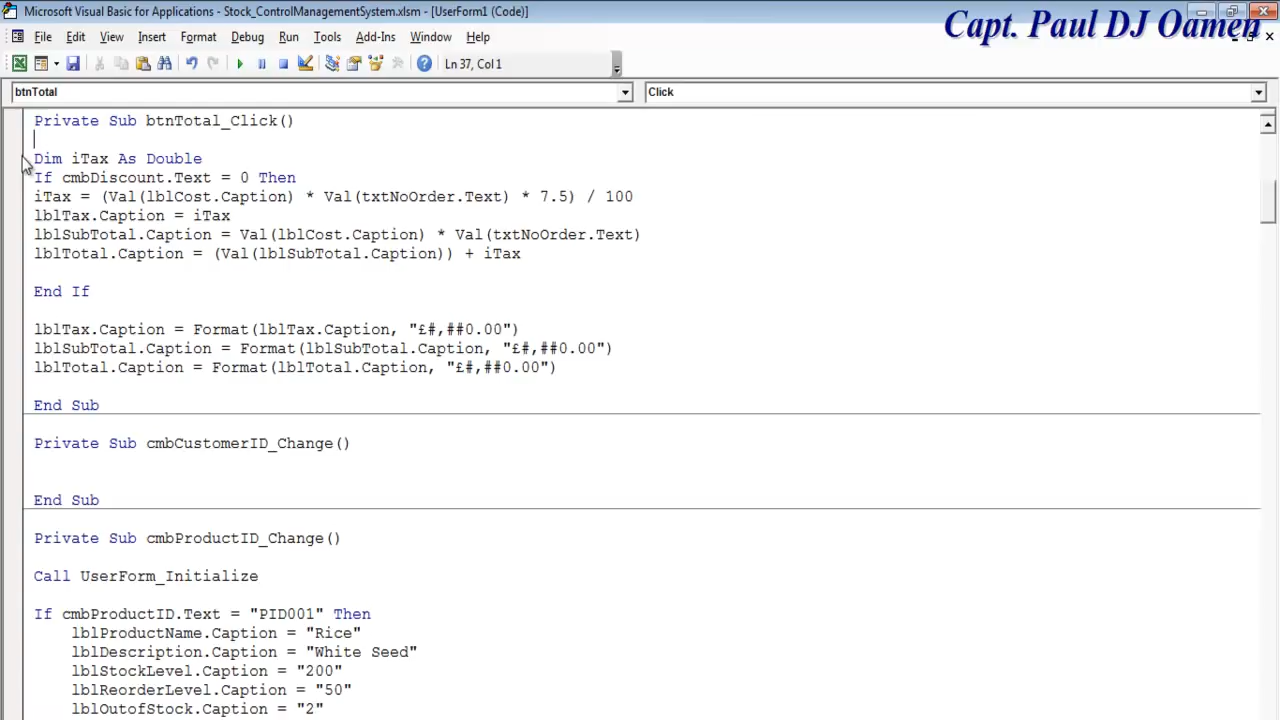 Microsoft Visual Basic for Applications - Stock_ControlManagementSystem.xlsm - [UserForm1 (Code)]
Capt. Paul DJ Oamen
File Edit View Insert Format Debug Run Tools Add-Ins Window Help
Ln 37, Col 1
btnTotal Click
Private Sub btnTotal_Click()
Dim iTax As Double
If cmbDiscount.Text = 0 Then
iTax = (Val(lblCost.Caption) * Val(txtNoOrder.Text) * 7.5) / 100
lblTax.Caption = iTax
lblSubTotal.Caption = Val(lblCost.Caption) * Val(txtNoOrder.Text)
lblTotal.Caption = (Val(lblSubTotal.Caption)) + iTax
End If
lblTax.Caption = Format(lblTax.Caption, "£#,##0.00")
lblSubTotal.Caption = Format(lblSubTotal.Caption, "£#,##0.00")
lblTotal.Caption = Format(lblTotal.Caption, "£#,##0.00")
End Sub
Private Sub cmbCustomerID_Change()
End Sub
Private Sub cmbProductID_Change()
Call UserForm_Initialize
If cmbProductID.Text = "PID001" Then
lblProductName.Caption = "Rice"
lblDescription.Caption = "White Seed"
lblStockLevel.Caption = "200"
lblReorderLevel.Caption = "50"
lblOutofStock.Caption = "2"